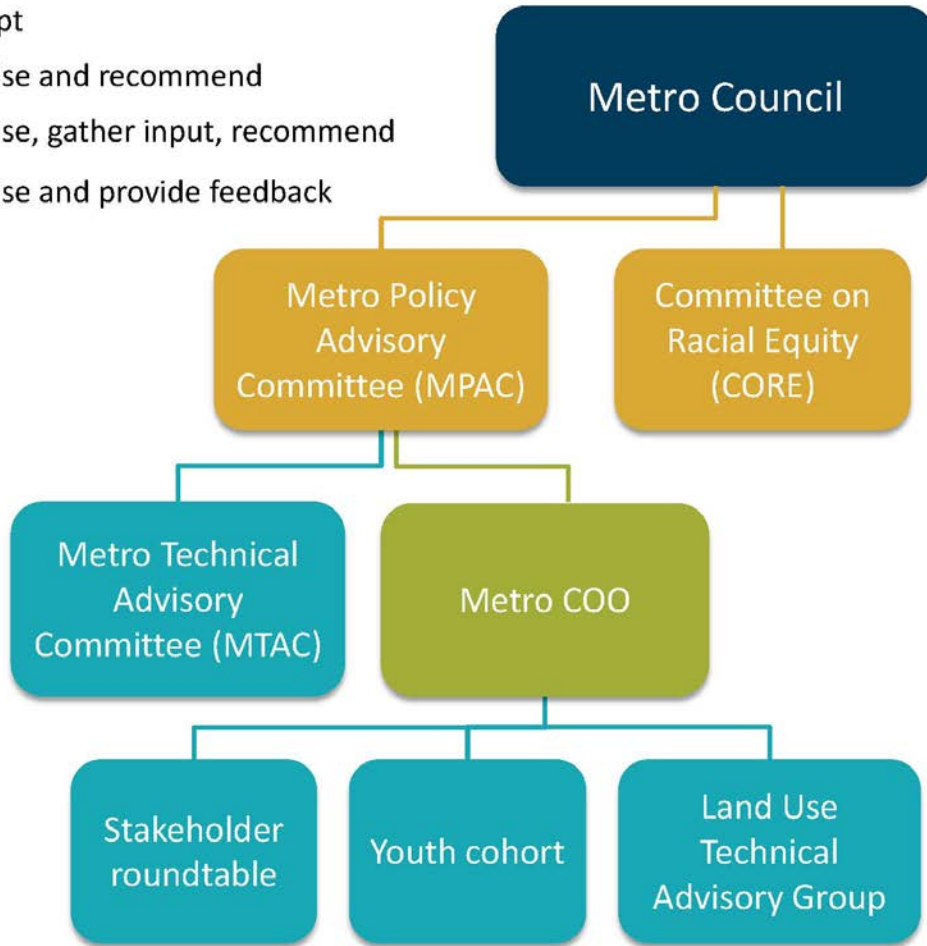 pt
se and recommend
se, gather input, recommend
se and provide feedback
Metro Council
Metro Policy
Advisory
Committee (MPAC)
Committee on
Racial Equity
(CORE)
Metro Technical
Advisory
Committee (MTAC)
Metro COO
Stakeholder
roundtable
Youth cohort
Land Use
Technical
Advisory Group